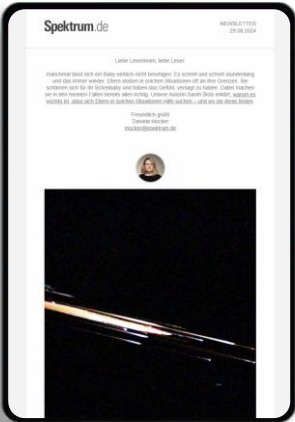 Spektrum.de
NEWSLETTER
29.06.2024
Liebe Leserinnen, liebe Leser,
manchmal lässt sich ein Baby einfach nicht beruhigen. Es schreit und schreit stundenlang
und das immer wieder. Eltern stoßen in solchen Situationen oft an ihre Grenzen. Sie
schämen sich für ihr Schreibaby und haben das Gefühl, versagt zu haben. Dabei machen
sie in den meisten Fällen bereits alles richtig. Unsere Autorin Sarah erklärt, warum es
wichtig ist, dass sich Eltern in solchen Situationen Hilfe suchen – und wo sie diese finden.
Freundlich grüßt
Daniela Mocker
mocker@spektrum.de